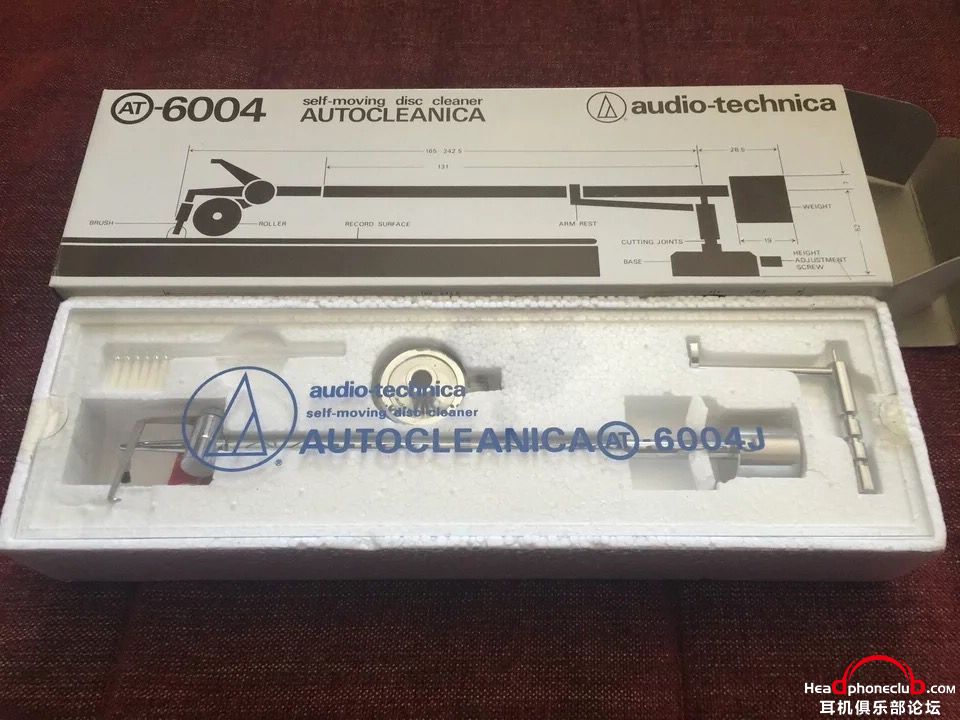 AT-6004
self-moving disc cleaner
AUTOCLEANICA
audio-technica
165 242.5
28.5
131
BRUSH
ROLLER
RECORD SURFACE
ARM REST
WEIGHT
CUTTING JOINTS
BASE
19
HEIGHT
ADJUSTMENT
SCREW
audio-technica
self-moving disc cleaner
AUTOCLEANICA AT-6004J
Headphoneclub.com
耳机俱乐部论坛